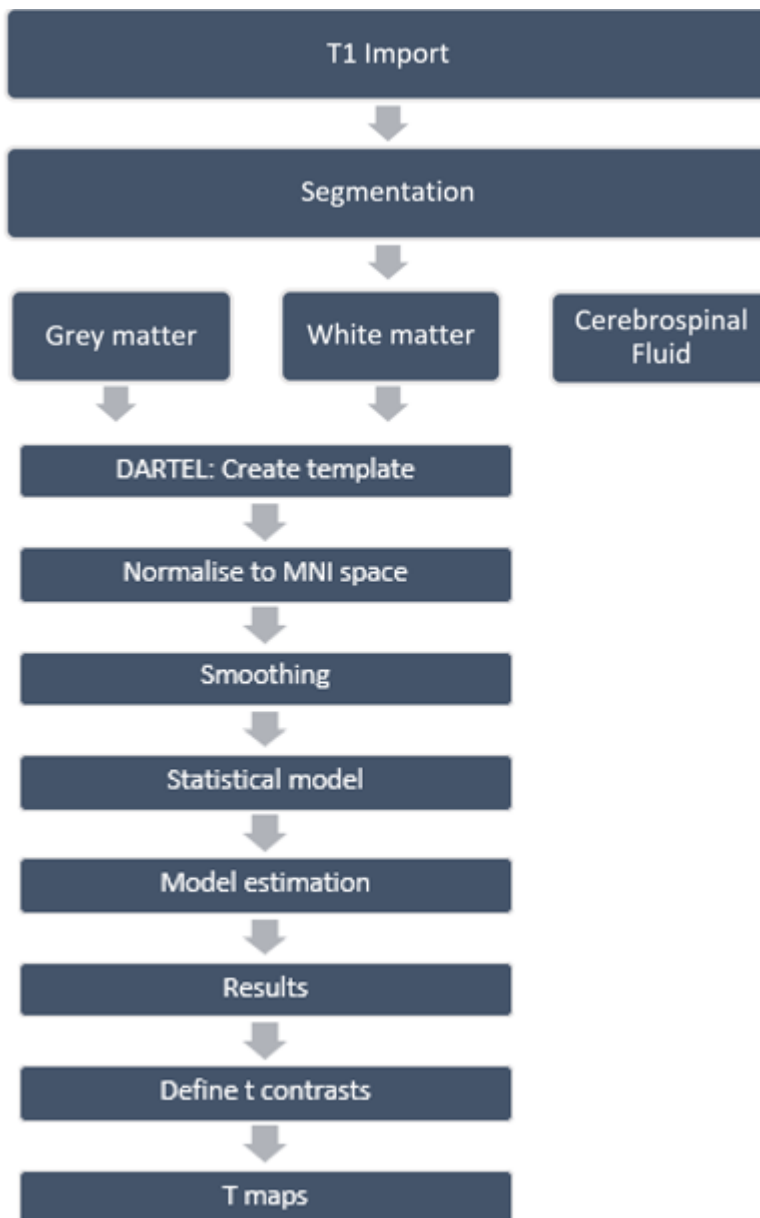 T1 Import
Segmentation
Grey matter
White matter
Cerebrospinal
Fluid
DARTEL: Create template
Normalise to MNI space
Smoothing
Statistical model
Model estimation
Results
Define t contrasts
T maps